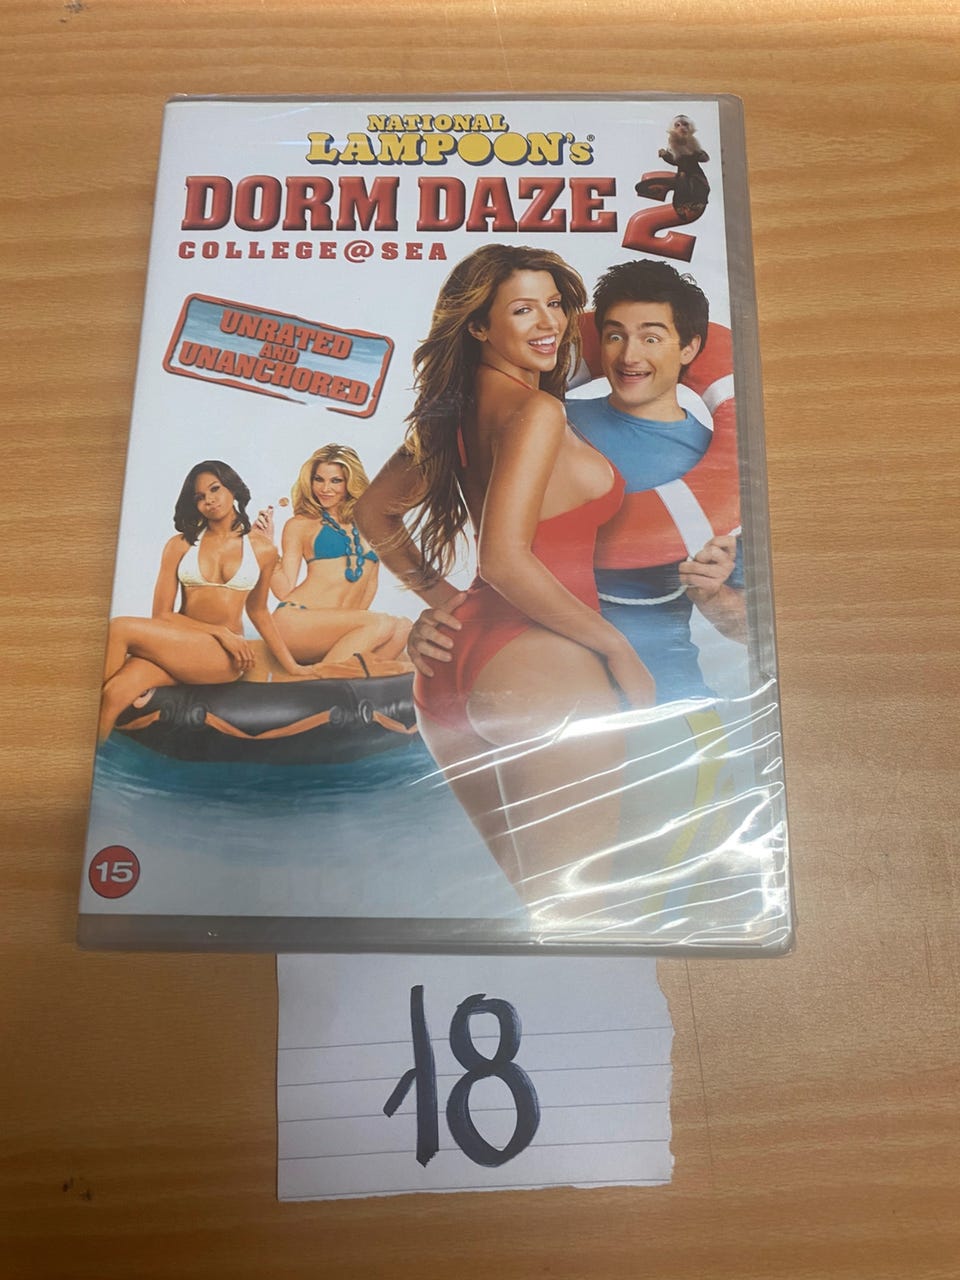 NATIONAL
LAMPOON's®
DORM DAZE 2
COLLEGE@SEA
UNRATED
AND
UNANCHORED
15
18